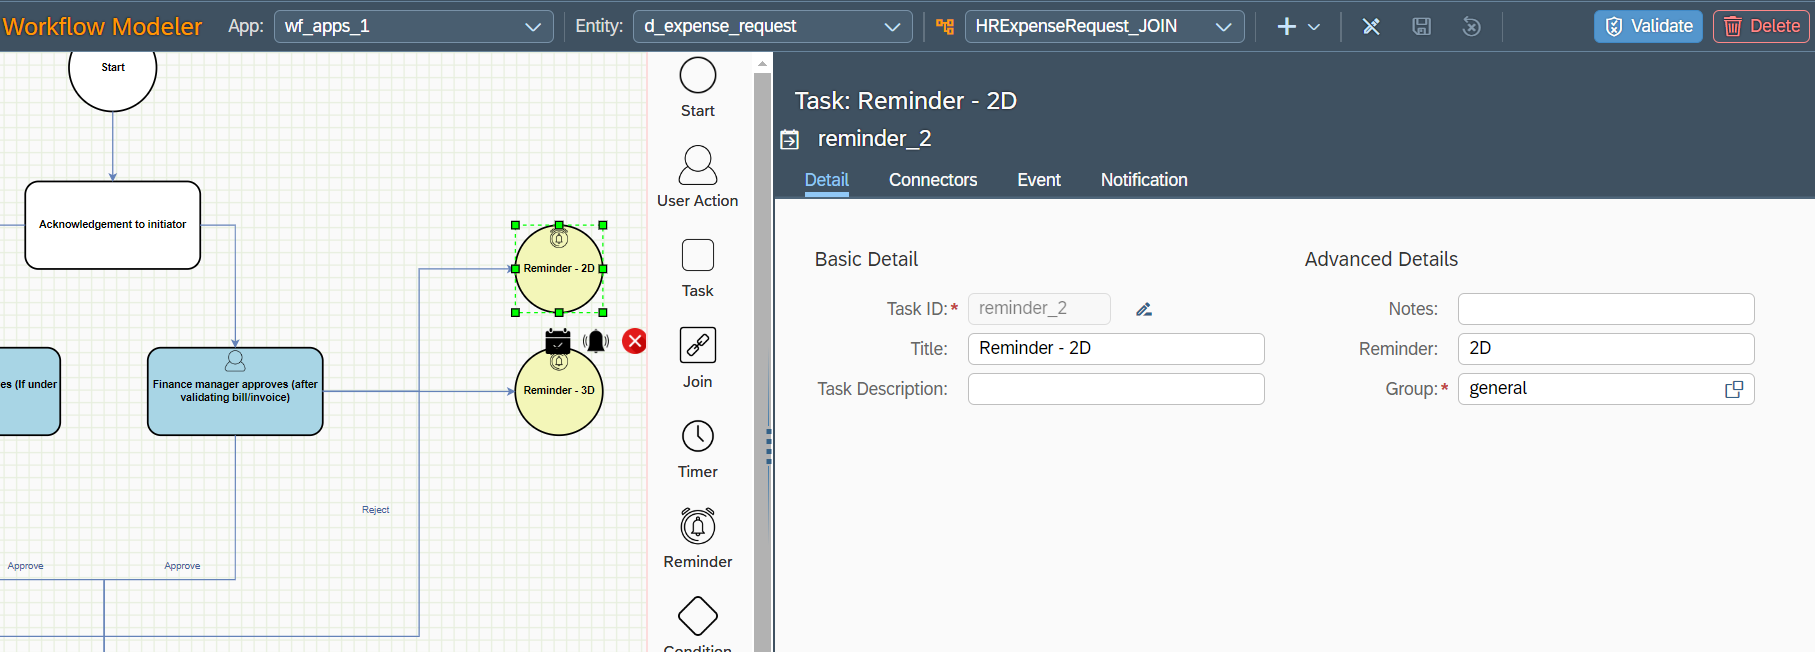 Workflow Modeler App: wf_apps_1 Entity: d_expense_request HRExpenseRequest_JOIN Validate Delete
Start
Acknowledgement to initiator
es (If under
Finance manager approves (after
validating bill/invoice)
Reminder - 2D
Reminder - 3D
Reject
Approve
Approve
Start
User Action
Task
Join
Timer
Reminder
Condition
Task: Reminder - 2D
reminder_2
Detail Connectors Event Notification
Basic Detail
Task ID:* reminder_2
Title: Reminder - 2D
Task Description:
Advanced Details
Notes:
Reminder: 2D
Group:* general